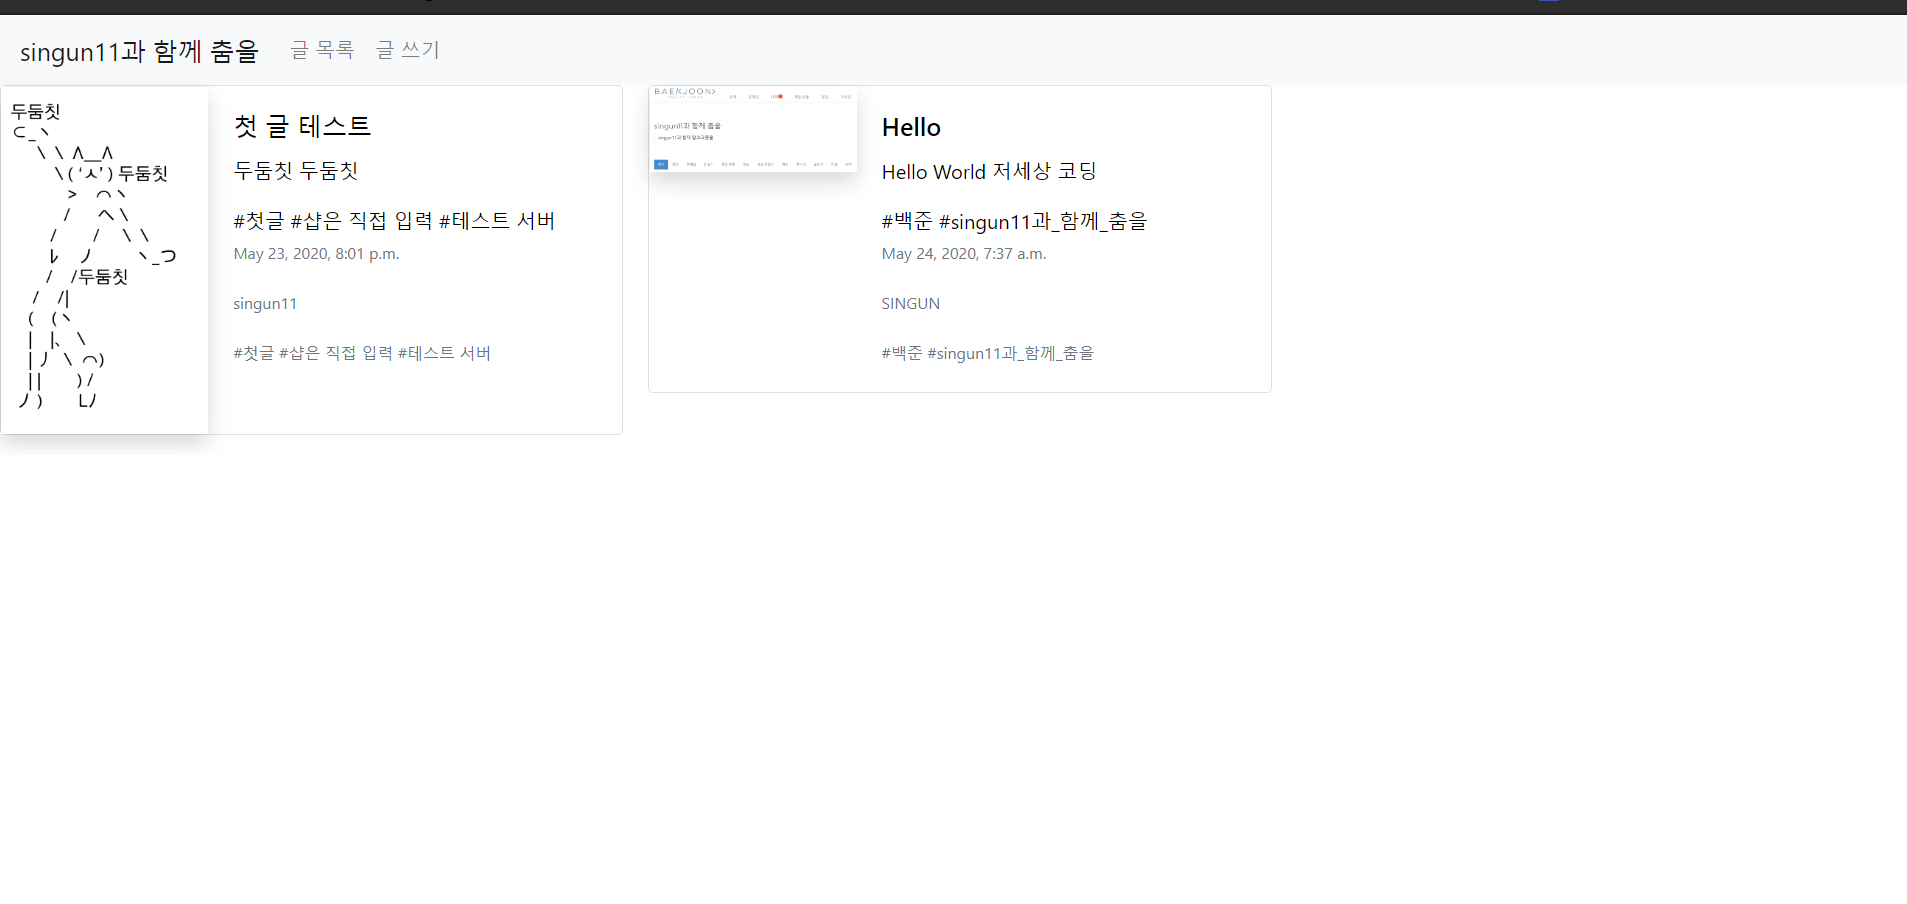 singun11과 함께 춤을 글 목록 글 쓰기
두둠칫
⊂_ヽ
＼＼ Λ＿Λ
＼( ‘ㅅ’ ) 두둠칫
>　⌒ヽ
/ 　 へ＼
/　　/　＼＼
ﾚ　ノ　　 ヽ_つ
/　/두둠칫
/　/|
(　(ヽ
|　|、＼
| 丿 ＼ ⌒)
| |　　) /
ノ )　　Lﾉ
첫 글 테스트
두둠칫 두둠칫
#첫글 #샵은 직접 입력 #테스트 서버
May 23, 2020, 8:01 p.m.
singun11
#첫글 #샵은 직접 입력 #테스트 서버
BAEKJOON>
singun11과 함께 춤을
Hello
Hello World 저세상 코딩
#백준 #singun11과_함께_춤을
May 24, 2020, 7:37 a.m.
SINGUN
#백준 #singun11과_함께_춤을